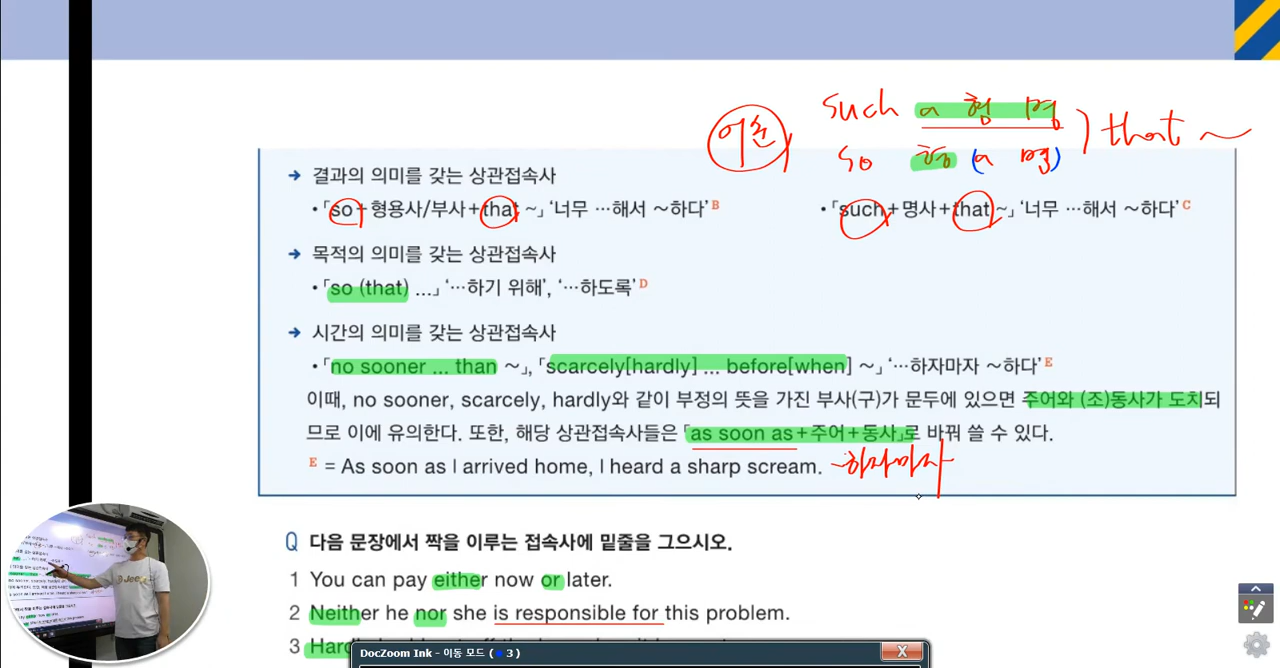 such a 형 명
어순
so 형 (a 명) ) that ~
→ 결과의 의미를 갖는 상관접속사
•「so+형용사/부사+that ~」 '너무 …해서 ~하다' B
•「such+명사+that ~」 '너무 …해서 ~하다' C
→ 목적의 의미를 갖는 상관접속사
•「so (that) …」 '…하기 위해', '…하도록' D
→ 시간의 의미를 갖는 상관접속사
•「no sooner … than ~」, 「scarcely[hardly] … before[when] ~」 '…하자마자 ~하다' E
이때, no sooner, scarcely, hardly와 같이 부정의 뜻을 가진 부사(구)가 문두에 있으면 주어와 (조)동사가 도치되
므로 이에 유의한다. 또한, 해당 상관접속사들은 「as soon as+주어+동사」로 바꿔 쓸 수 있다.
E = As soon as I arrived home, I heard a sharp scream. ~하자마자
Q 다음 문장에서 짝을 이루는 접속사에 밑줄을 그으시오.
1 You can pay either now or later.
2 Neither he nor she is responsible for this problem.
3 Hard
DocZoom Ink - 이동 모드 (▲ 3 )
X